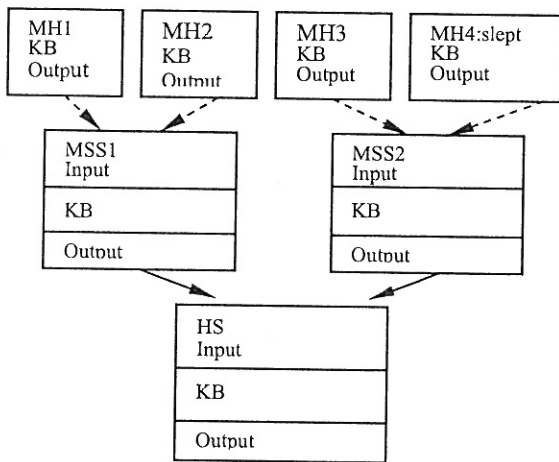 MH1
KB
Output
MH2
KB
Output
MH3
KB
Output
MH4:slept
KB
Output
MSS1
Input
KB
Output
MSS2
Input
KB
Output
HS
Input
KB
Output